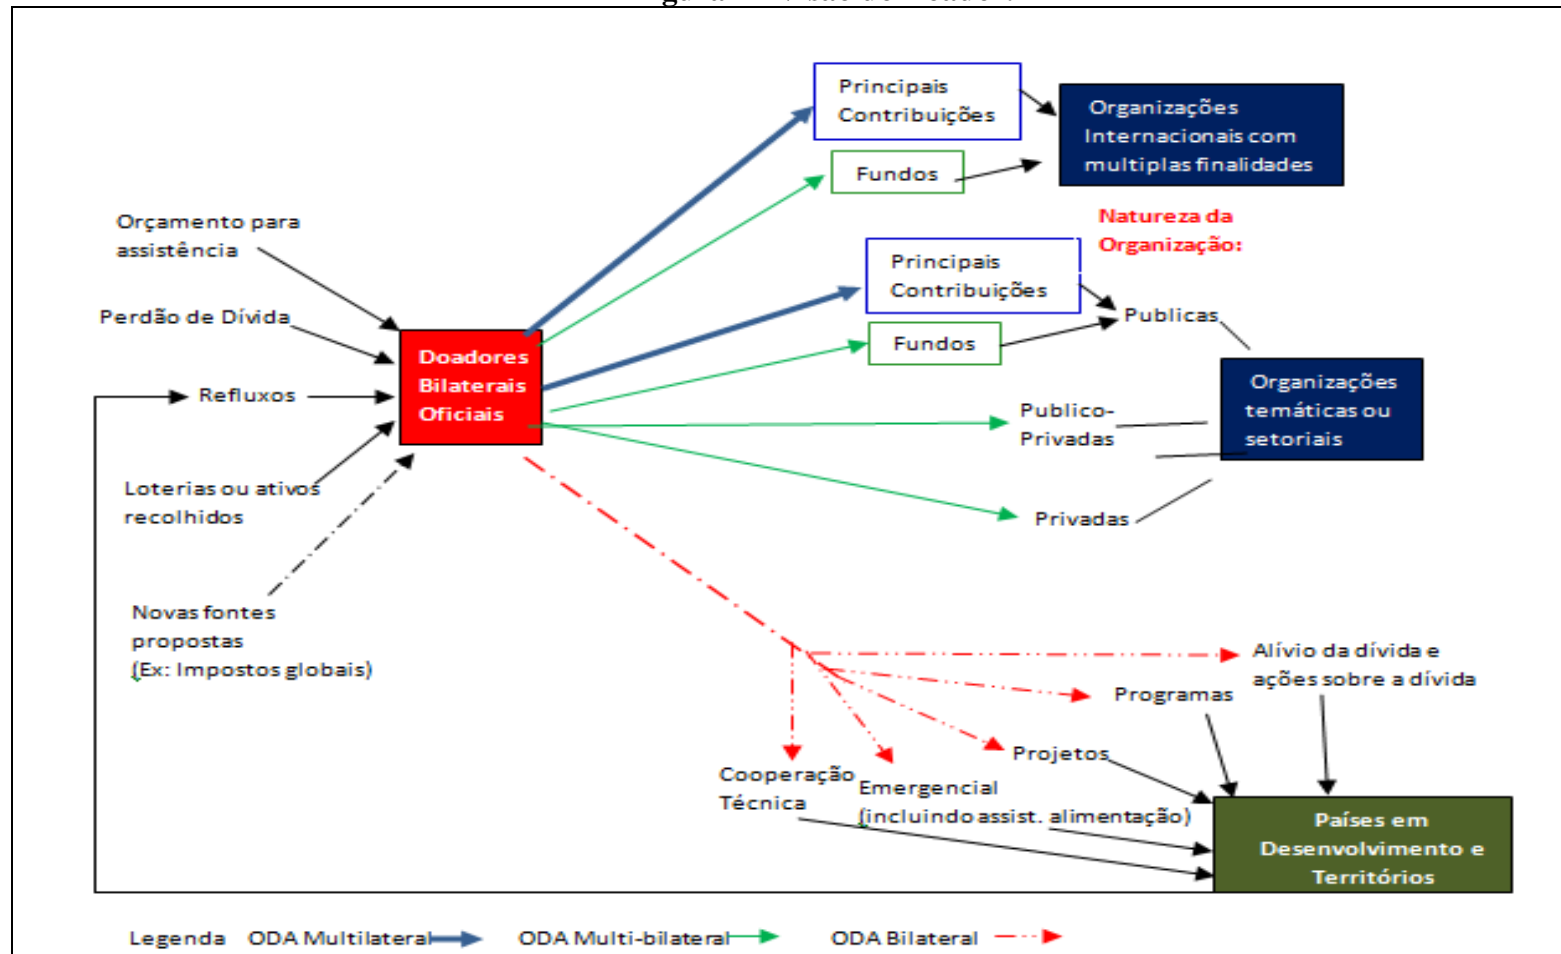 Principais
Contribuições
Organizações
Internacionais com
multiplas finalidades
Fundos
Natureza da
Organização:
Orçamento para
assistência
Principais
Contribuições
Publicas
Perdão de Dívida
Fundos
Doadores
Bilaterais
Oficiais
Refluxos
Organizações
temáticas ou
setoriais
Publico-
Privadas
Loterias ou ativos
recolhidos
Privadas
Novas fontes
propostas
(Ex: Impostos globais)
Alívio da dívida e
ações sobre a dívida
Programas
Projetos
Cooperação
Técnica
Emergencial
(incluindo assist. alimentação)
Países em
Desenvolvimento e
Territórios
Legenda ODA Multilateral ODA Multi-bilateral ODA Bilateral